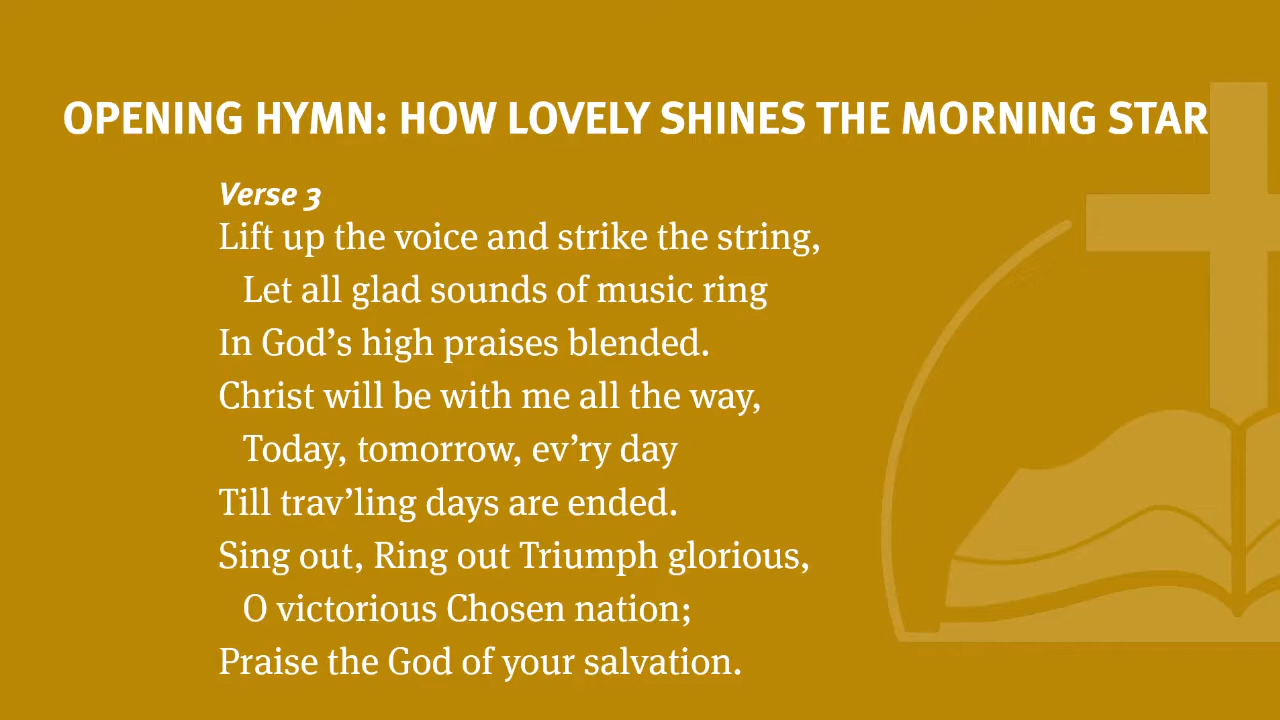 OPENING HYMN: HOW LOVELY SHINES THE MORNING STAR
Verse 3
Lift up the voice and strike the string,
Let all glad sounds of music ring
In God’s high praises blended.
Christ will be with me all the way,
Today, tomorrow, ev’ry day
Till trav’ling days are ended.
Sing out, Ring out Triumph glorious,
O victorious Chosen nation;
Praise the God of your salvation.